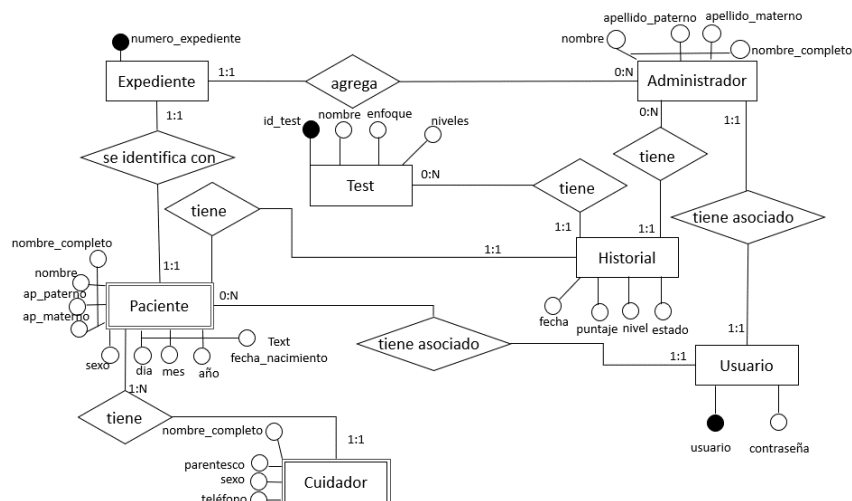 apellido_paterno
apellido_materno
numero_expediente
nombre
nombre_completo
Expediente
1:1
agrega
0:N
Administrador
1:1
0:N
1:1
id_test
nombre
enfoque
niveles
se identifica con
tiene
Test
0:N
tiene
tiene
tiene asociado
1:1
1:1
nombre_completo
1:1
Historial
1:1
nombre
ap_paterno
ap_materno
0:N
Paciente
fecha
puntaje
nivel
estado
sexo
dia
mes
año
Text
fecha_nacimiento
tiene asociado
1:1
1:1
Usuario
1:N
tiene
nombre_completo
1:1
usuario
contraseña
parentesco
sexo
teléfono
Cuidador